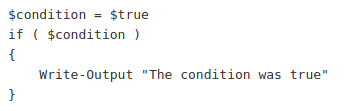 $condition = $true
if ( $condition )
{
    Write-Output "The condition was true"
}